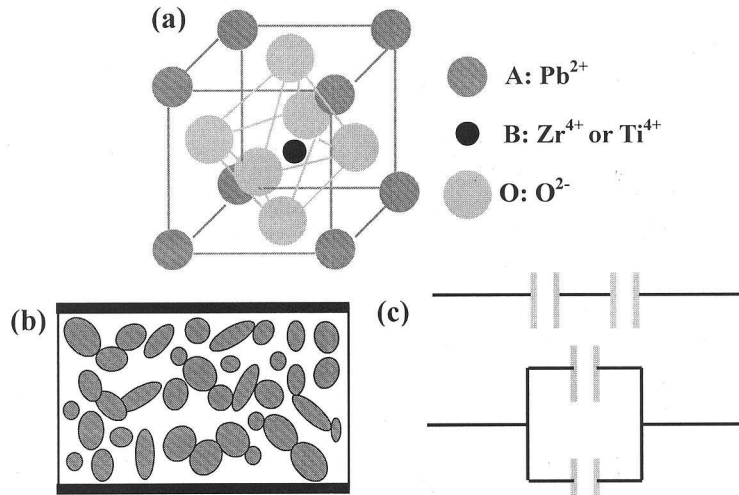 (a)
A: Pb²⁺
B: Zr⁴⁺ or Ti⁴⁺
O: O²⁻
(b)
(c)